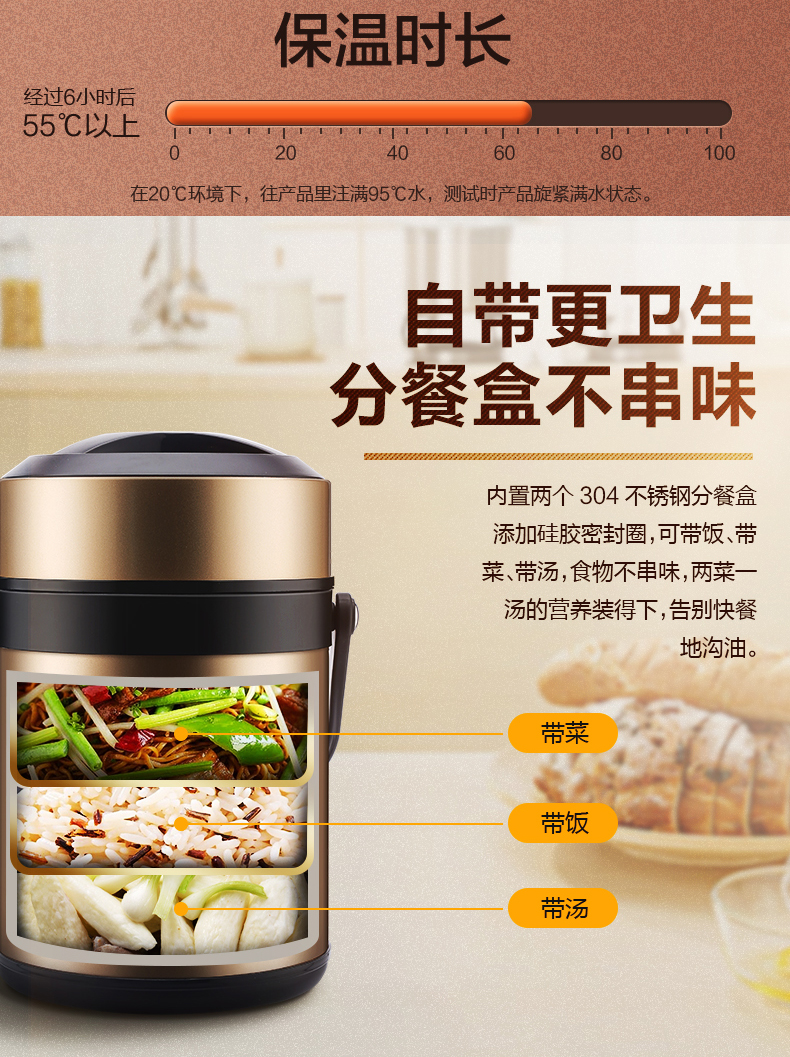 保温时长
经过6小时后
55℃以上
0 20 40 60 80 100
在20℃环境下，往产品里注满95℃水，测试时产品旋紧满水状态。
自带更卫生
分餐盒不串味
内置两个 304 不锈钢分餐盒
添加硅胶密封圈，可带饭、带
菜、带汤，食物不串味，两菜一
汤的营养装得下，告别快餐
地沟油。
带菜
带饭
带汤